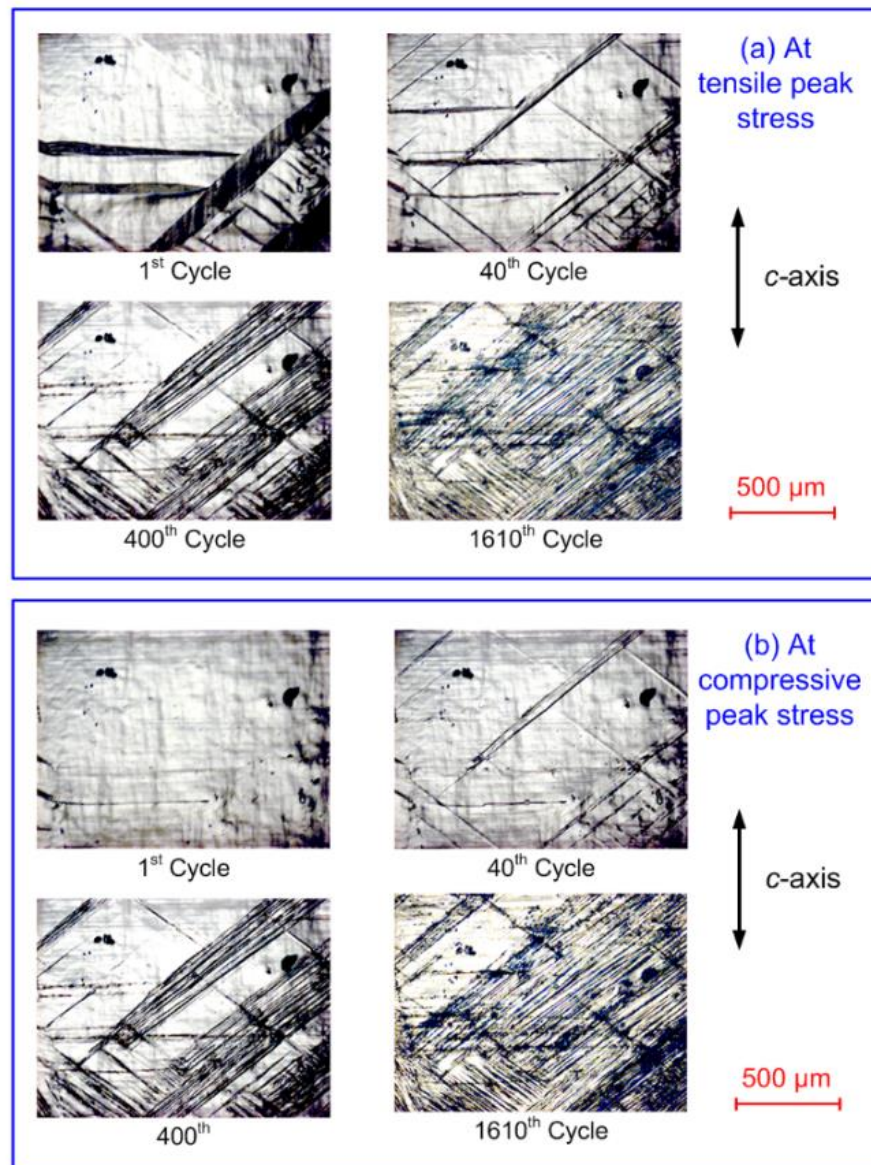 (a) At
tensile peak
stress
1st Cycle
40th Cycle
c-axis
400th Cycle
1610th Cycle
500 µm
(b) At
compressive
peak stress
1st Cycle
40th Cycle
c-axis
400th
1610th Cycle
500 µm